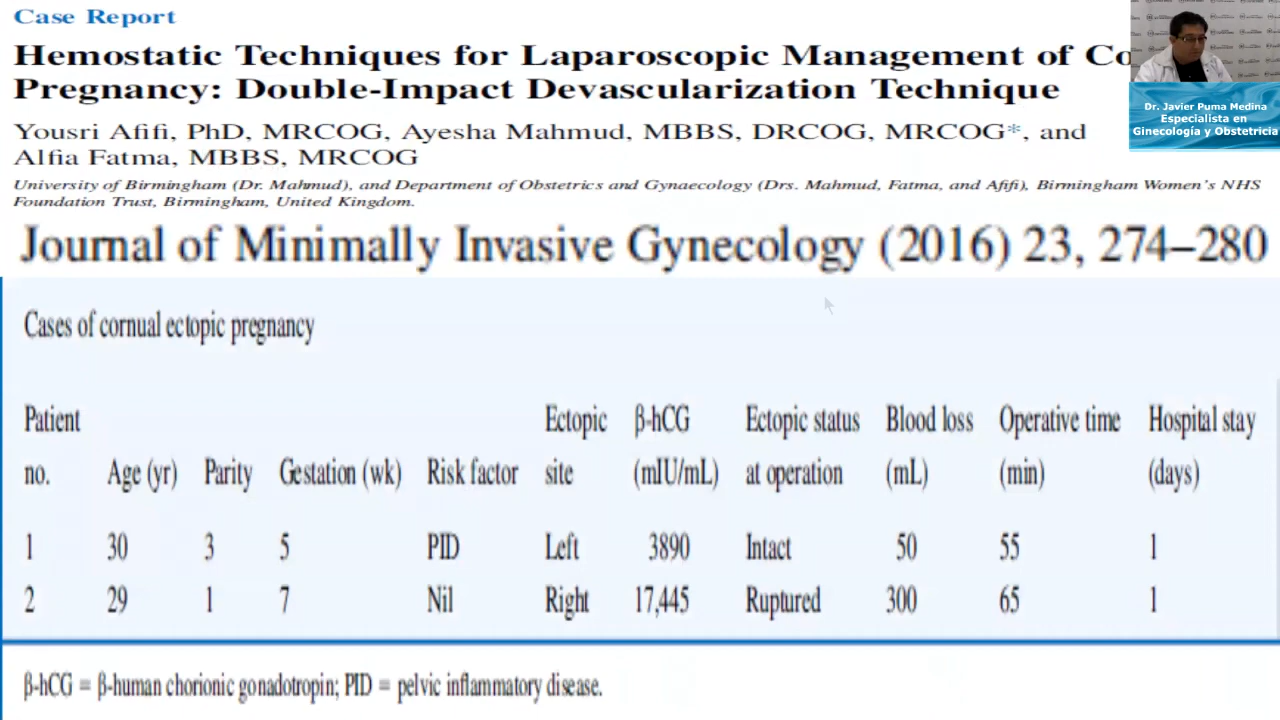 Case Report
Hemostatic Techniques for Laparoscopic Management of Co
Pregnancy: Double-Impact Devascularization Technique
Yousri Afifi, PhD, MRCOG, Ayesha Mahmud, MBBS, DRCOG, MRCOG*, and
Alfia Fatma, MBBS, MRCOG
University of Birmingham (Dr. Mahmud), and Department of Obstetrics and Gynaecology (Drs. Mahmud, Fatma, and Afifi), Birmingham Women's NHS
Foundation Trust, Birmingham, United Kingdom.
Dr. Javier Puma Medina
Especialista en
Ginecología y Obstetricia
Journal of Minimally Invasive Gynecology (2016) 23, 274–280
Cases of cornual ectopic pregnancy
Patient Ectopic β-hCG Ectopic status Blood loss Operative time Hospital stay
no. Age (yr) Parity Gestation (wk) Risk factor site (mIU/mL) at operation (mL) (min) (days)
1 30 3 5 PID Left 3890 Intact 50 55 1
2 29 1 7 Nil Right 17,445 Ruptured 300 65 1
β-hCG = β-human chorionic gonadotropin; PID = pelvic inflammatory disease.